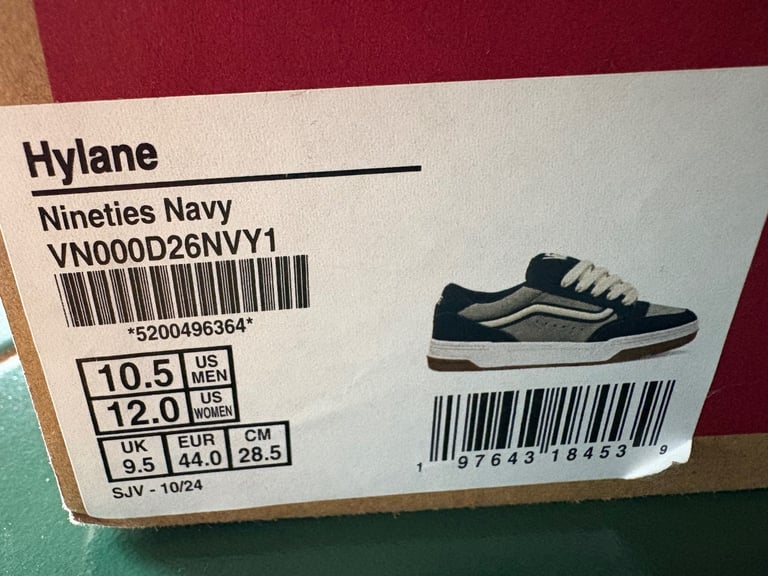 Hylane
Nineties Navy
VN000D26NVY1
*5200496364*
10.5 US MEN
12.0 US WOMEN
UK EUR CM
9.5 44.0 28.5
SJV - 10/24
1 97643 18453 9